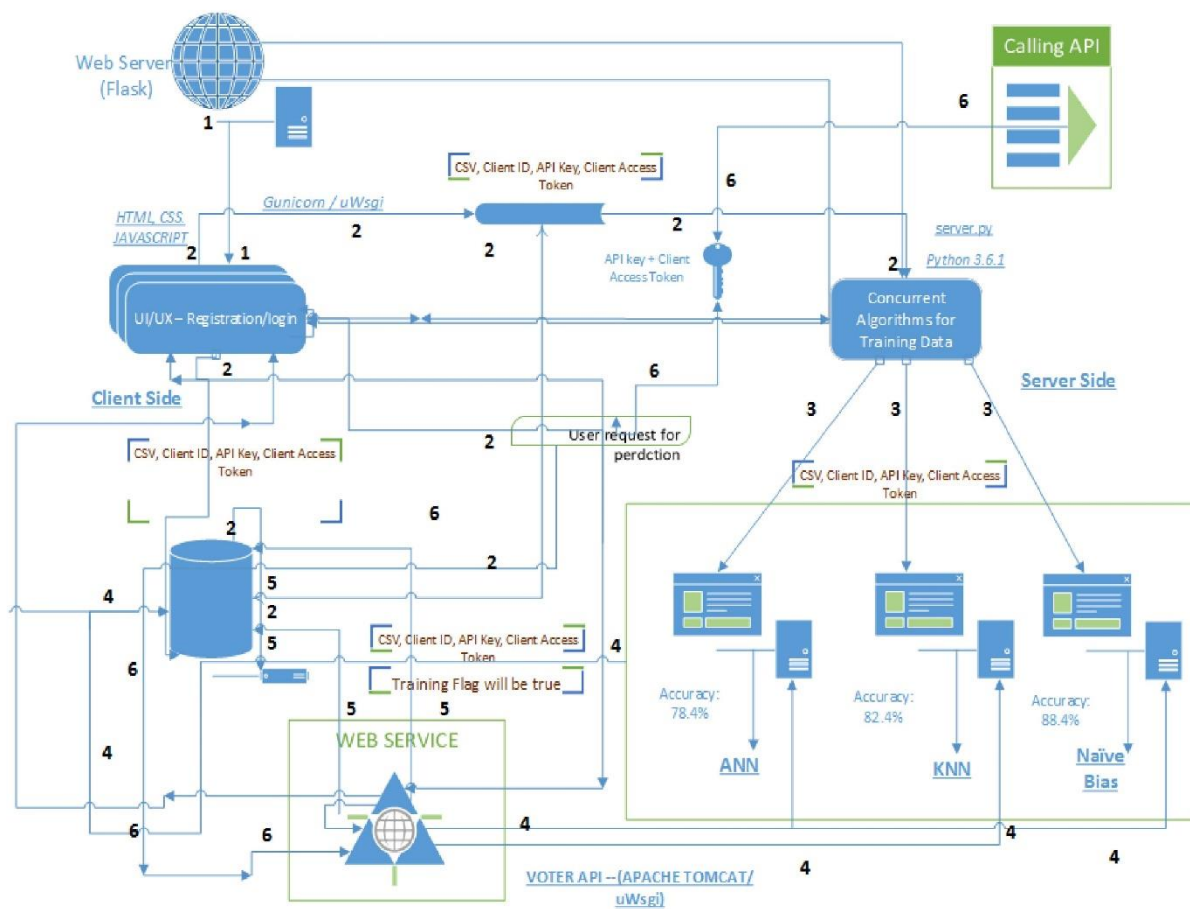 Calling API
Web Server
(Flask)
6
1
CSV, Client ID, API Key, Client Access
Token
6
Gunicorn / uWsgi
HTML, CSS,
JAVASCRIPT
2
2
server.py
2
1
2
API key + Client
Access Token
2
Python 3.6.1
UI/UX – Registration/login
Concurrent
Algorithms for
Training Data
2
6
Client Side
Server Side
3
3
3
2
User request for
perdction
CSV, Client ID, API Key, Client Access
Token
CSV, Client ID, API Key, Client Access
Token
6
2
2
5
4
2
CSV, Client ID, API Key, Client Access
Token
4
5
6
Training Flag will be true
Accuracy:
78.4%
Accuracy:
82.4%
Accuracy:
88.4%
5
5
WEB SERVICE
4
ANN
KNN
Naïve
Bias
6
6
4
4
4
4
VOTER API --(APACHE TOMCAT/
uWsgi)